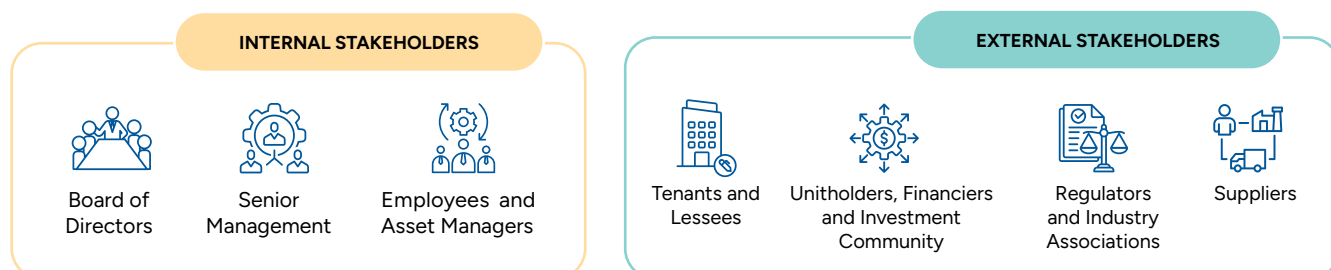 INTERNAL STAKEHOLDERS
Board of
Directors
Senior
Management
Employees and
Asset Managers
EXTERNAL STAKEHOLDERS
Tenants and
Lessees
Unitholders, Financiers
and Investment
Community
Regulators
and Industry
Associations
Suppliers